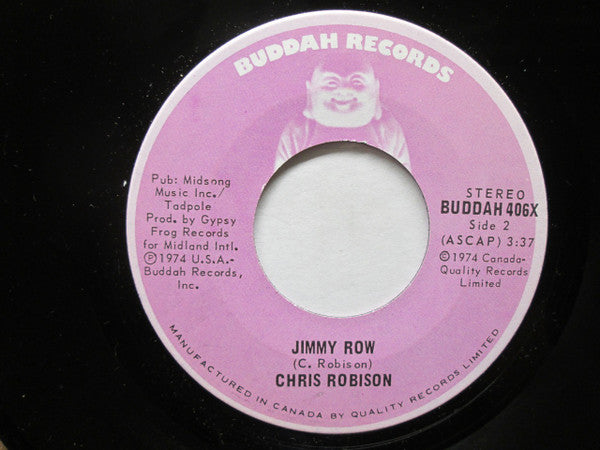 BUDDAH RECORDS
Pub: Midsong
Music Inc./
Tadpole
Prod. by Gypsy
Frog Records
for Midland Intl.
Ⓟ1974 U.S.A.-
Buddah Records,
Inc.
STEREO
BUDDAH 406X
Side 2
(ASCAP) 3:37
©1974 Canada-
Quality Records
Limited
JIMMY ROW
(C. Robison)
CHRIS ROBISON
MANUFACTURED IN CANADA BY QUALITY RECORDS LIMITED